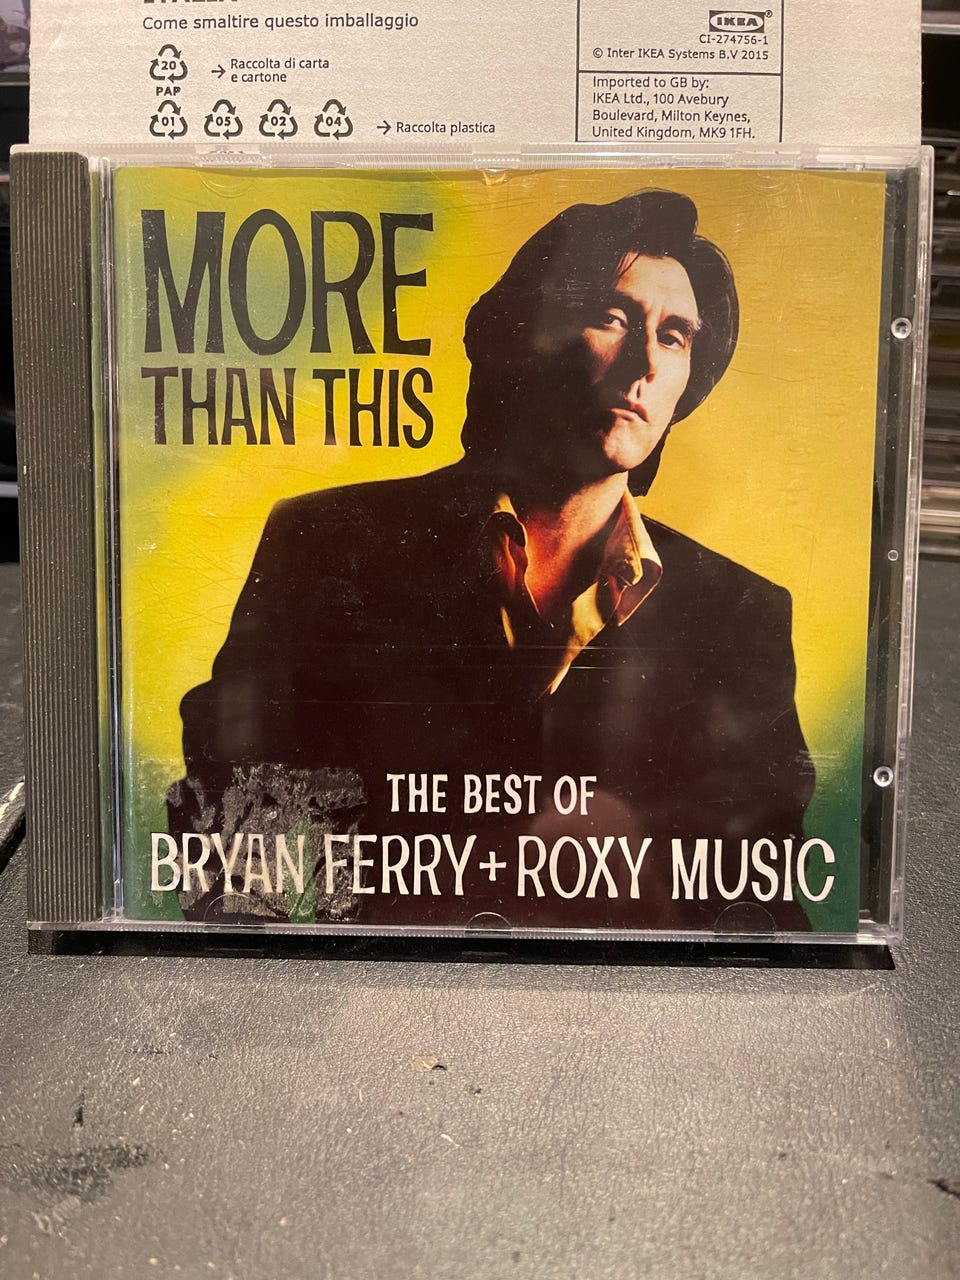 Come smaltire questo imballaggio
20
PAP
→ Raccolta di carta
e cartone
01 05 02 04
→ Raccolta plastica
IKEA®
CI-274756-1
© Inter IKEA Systems B.V 2015
Imported to GB by:
IKEA Ltd., 100 Avebury
Boulevard, Milton Keynes,
United Kingdom, MK9 1FH.
MORE
THAN THIS
THE BEST OF
BRYAN FERRY+ROXY MUSIC